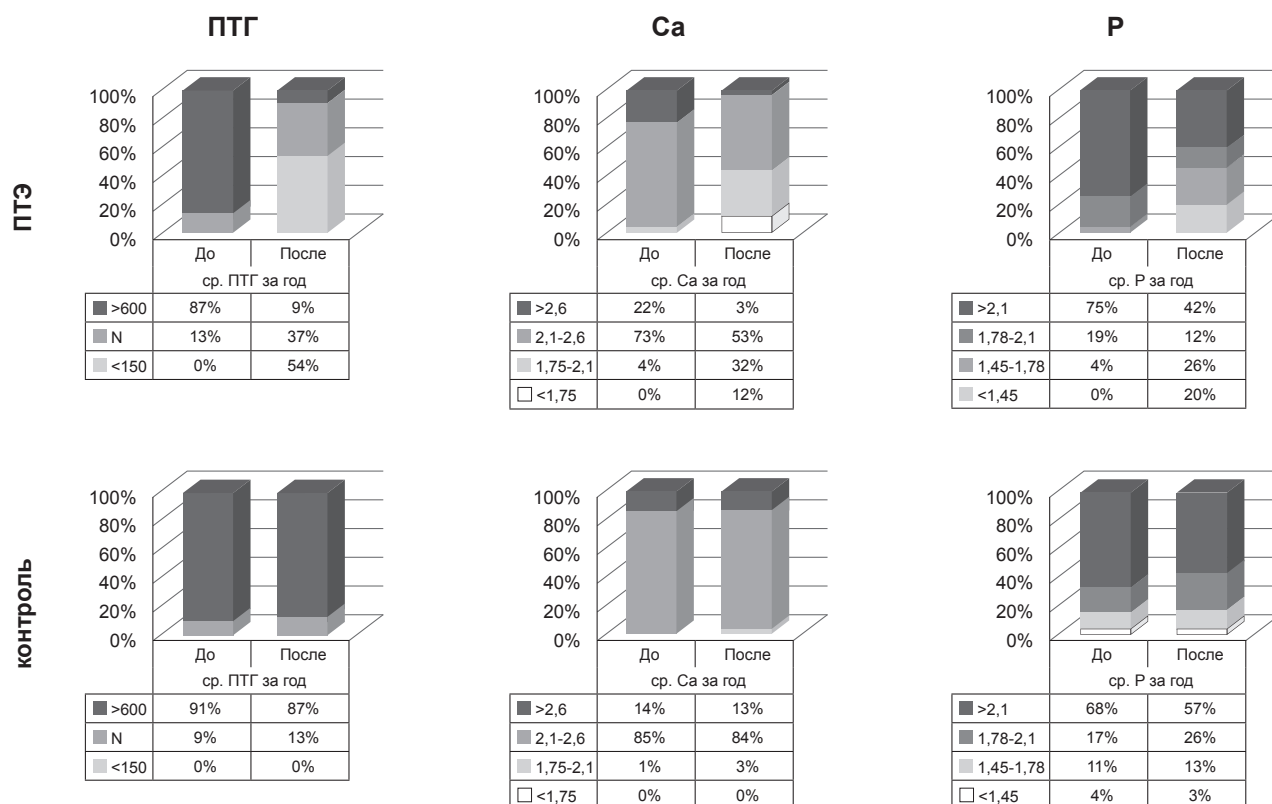 ПТГ
Ca
P
ПТЭ
100%
80%
60%
40%
20%
0%
До После
ср. ПТГ за год
>600 87% 9%
N 13% 37%
<150 0% 54%
100%
80%
60%
40%
20%
0%
До После
ср. Ca за год
>2,6 22% 3%
2,1-2,6 73% 53%
1,75-2,1 4% 32%
<1,75 0% 12%
100%
80%
60%
40%
20%
0%
До После
ср. P за год
>2,1 75% 42%
1,78-2,1 19% 12%
1,45-1,78 4% 26%
<1,45 0% 20%
контроль
100%
80%
60%
40%
20%
0%
До После
ср. ПТГ за год
>600 91% 87%
N 9% 13%
<150 0% 0%
100%
80%
60%
40%
20%
0%
До После
ср. Ca за год
>2,6 14% 13%
2,1-2,6 85% 84%
1,75-2,1 1% 3%
<1,75 0% 0%
100%
80%
60%
40%
20%
0%
До После
ср. P за год
>2,1 68% 57%
1,78-2,1 17% 26%
1,45-1,78 11% 13%
<1,45 4% 3%